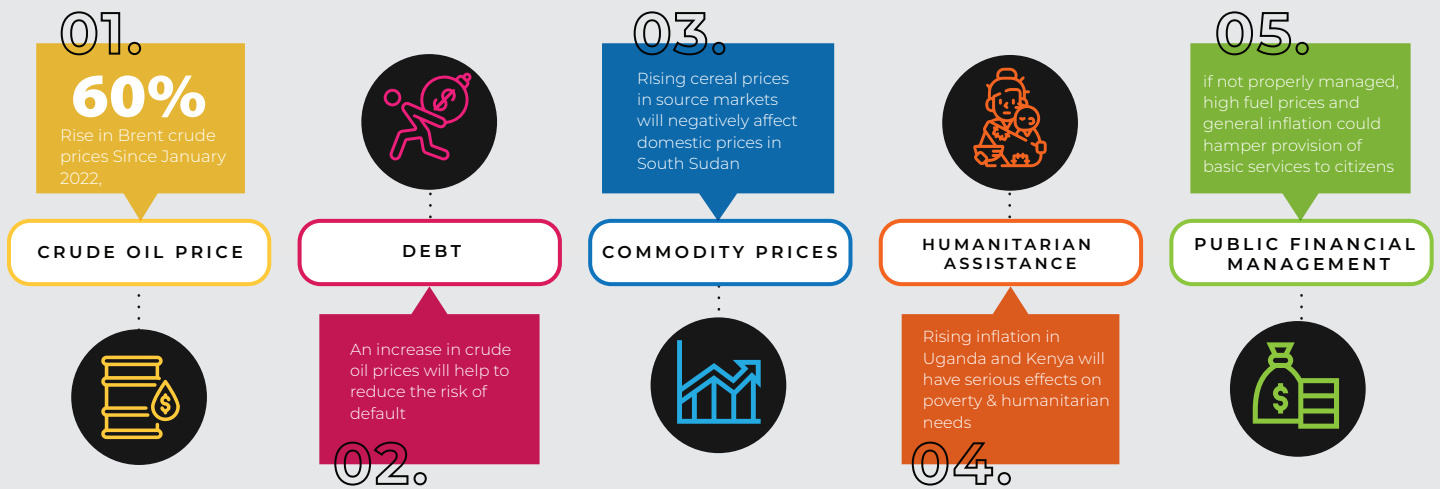 01.
60%
Rise in Brent crude
prices Since January
2022,
CRUDE OIL PRICE
DEBT
An increase in crude
oil prices will help to
reduce the risk of
default
02.
03.
Rising cereal prices
in source markets
will negatively affect
domestic prices in
South Sudan
COMMODITY PRICES
HUMANITARIAN
ASSISTANCE
Rising inflation in
Uganda and Kenya will
have serious effects on
poverty & humanitarian
needs
04.
05.
if not properly managed,
high fuel prices and
general inflation could
hamper provision of
basic services to citizens
PUBLIC FINANCIAL
MANAGEMENT